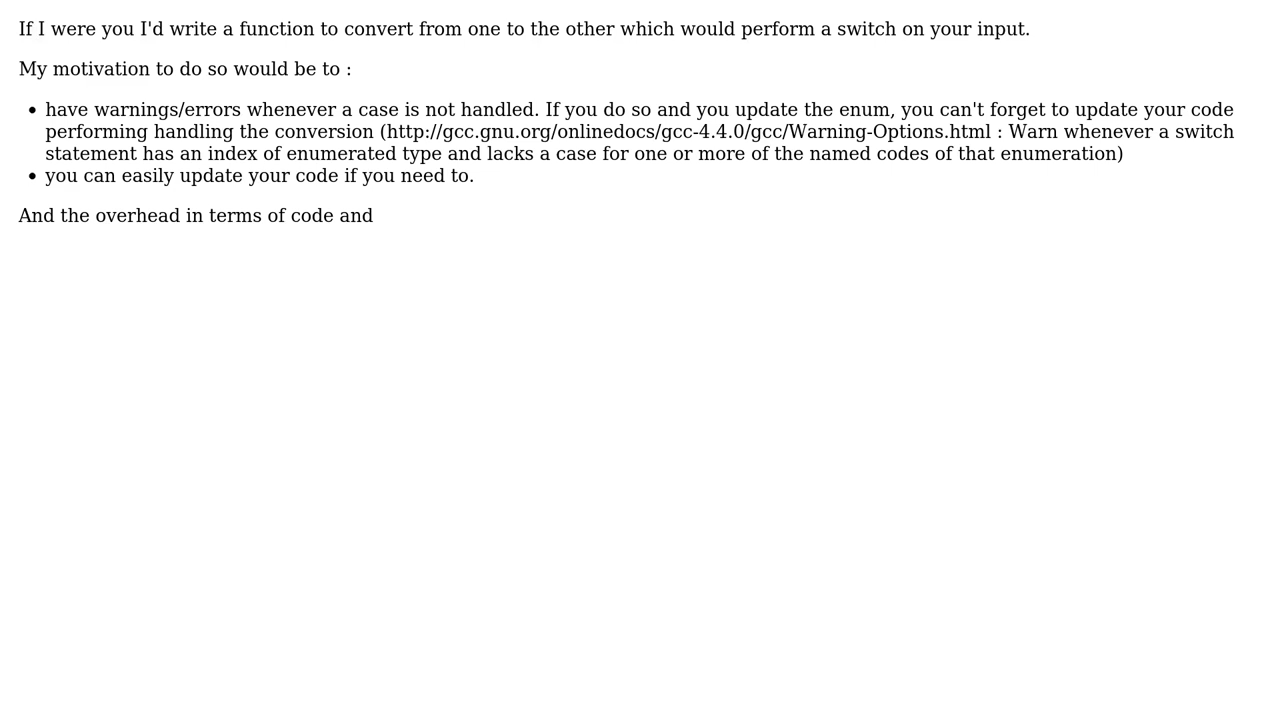 If I were you I'd write a function to convert from one to the other which would perform a switch on your input.
My motivation to do so would be to :
• have warnings/errors whenever a case is not handled. If you do so and you update the enum, you can't forget to update your code
performing handling the conversion (http://gcc.gnu.org/onlinedocs/gcc-4.4.0/gcc/Warning-Options.html : Warn whenever a switch
statement has an index of enumerated type and lacks a case for one or more of the named codes of that enumeration)
• you can easily update your code if you need to.
And the overhead in terms of code and